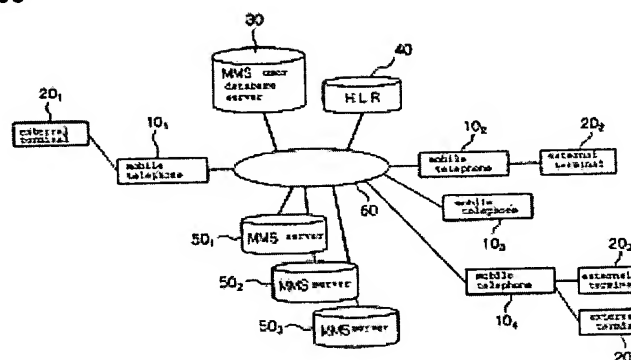 30
40
MMS user
database
server
HLR
20₁
external
terminal
10₁
mobile
telephone
10₂
mobile
telephone
20₂
external
terminal
60
mobile
telephone
10₃
50₁
MMS server
50₂
MMS server
50₃
MMS server
mobile
telephone
10₄
20₃
external
20